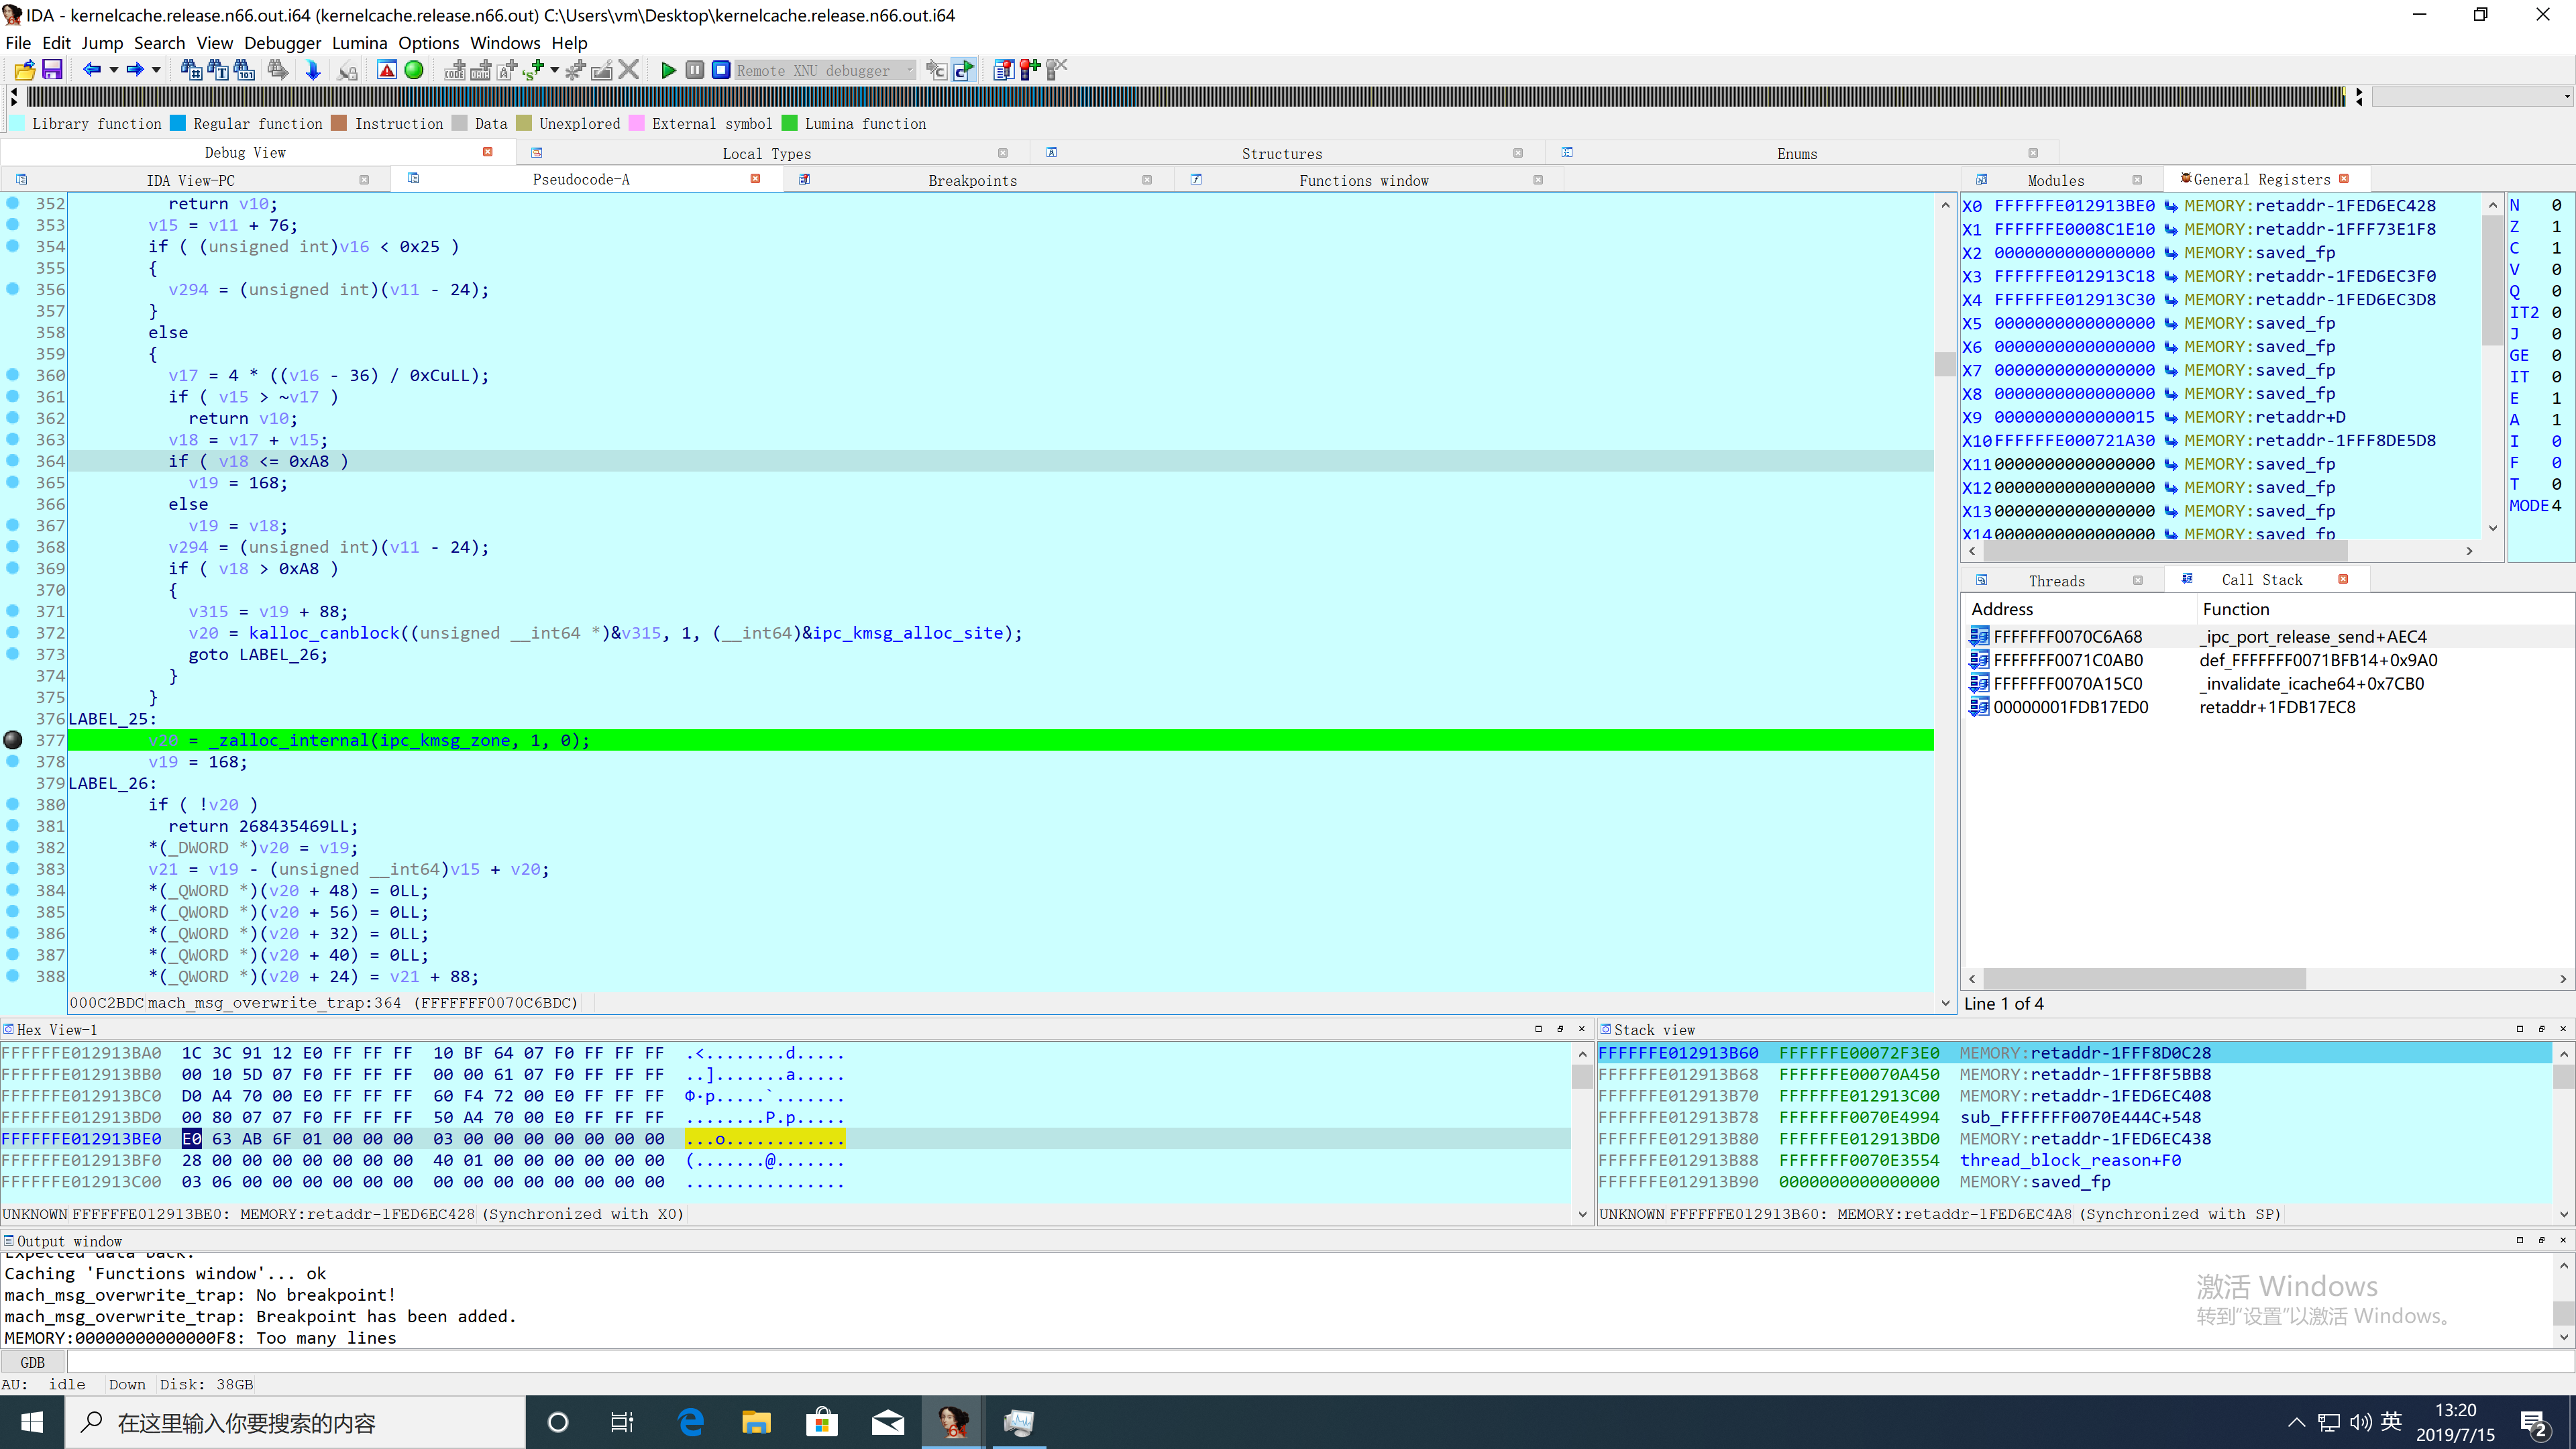 IDA - kernelcache.release.n66.out.i64 (kernelcache.release.n66.out) C:\Users\vm\Desktop\kernelcache.release.n66.out.i64
File Edit Jump Search View Debugger Lumina Options Windows Help
Remote XNU debugger
Library function Regular function Instruction Data Unexplored External symbol Lumina function
Debug View Local Types Structures Enums
IDA View-PC Pseudocode-A Breakpoints Functions window
352 return v10;
353 v15 = v11 + 76;
354 if ( (unsigned int)v16 < 0x25 )
355 {
356 v294 = (unsigned int)(v11 - 24);
357 }
358 else
359 {
360 v17 = 4 * ((v16 - 36) / 0xCuLL);
361 if ( v15 > ~v17 )
362 return v10;
363 v18 = v17 + v15;
364 if ( v18 <= 0xA8 )
365 v19 = 168;
366 else
367 v19 = v18;
368 v294 = (unsigned int)(v11 - 24);
369 if ( v18 > 0xA8 )
370 {
371 v315 = v19 + 88;
372 v20 = kalloc_canblock((unsigned __int64 *)&v315, 1, (__int64)&ipc_kmsg_alloc_site);
373 goto LABEL_26;
374 }
375 }
376 LABEL_25:
377 v20 = _zalloc_internal(ipc_kmsg_zone, 1, 0);
378 v19 = 168;
379 LABEL_26:
380 if ( !v20 )
381 return 268435469LL;
382 *(_DWORD *)v20 = v19;
383 v21 = v19 - (unsigned __int64)v15 + v20;
384 *(_QWORD *)(v20 + 48) = 0LL;
385 *(_QWORD *)(v20 + 56) = 0LL;
386 *(_QWORD *)(v20 + 32) = 0LL;
387 *(_QWORD *)(v20 + 40) = 0LL;
388 *(_QWORD *)(v20 + 24) = v21 + 88;
000C2BDC mach_msg_overwrite_trap:364 (FFFFFFF0070C6BDC)
Modules General Registers
X0 FFFFFFE012913BE0 MEMORY:retaddr-1FED6EC428
X1 FFFFFFE0008C1E10 MEMORY:retaddr-1FFF73E1F8
X2 0000000000000000 MEMORY:saved_fp
X3 FFFFFFE012913C18 MEMORY:retaddr-1FED6EC3F0
X4 FFFFFFE012913C30 MEMORY:retaddr-1FED6EC3D8
X5 0000000000000000 MEMORY:saved_fp
X6 0000000000000000 MEMORY:saved_fp
X7 0000000000000000 MEMORY:saved_fp
X8 0000000000000000 MEMORY:saved_fp
X9 0000000000000015 MEMORY:retaddr+D
X10 FFFFFFE000721A30 MEMORY:retaddr-1FFF8DE5D8
X11 0000000000000000 MEMORY:saved_fp
X12 0000000000000000 MEMORY:saved_fp
X13 0000000000000000 MEMORY:saved_fp
X14 0000000000000000 MEMORY:saved_fp
N 0
Z 1
C 1
V 0
Q 0
IT2 0
J 0
GE 0
IT 0
E 1
A 1
I 0
F 0
T 0
MODE 4
Threads Call Stack
Address Function
FFFFFFF0070C6A68 _ipc_port_release_send+AEC4
FFFFFFF0071C0AB0 def_FFFFFFF0071BFB14+0x9A0
FFFFFFF0070A15C0 _invalidate_icache64+0x7CB0
00000001FDB17ED0 retaddr+1FDB17EC8
Line 1 of 4
Hex View-1
FFFFFFE012913BA0 1C 3C 91 12 E0 FF FF FF 10 BF 64 07 F0 FF FF FF .<........d.....
FFFFFFE012913BB0 00 10 5D 07 F0 FF FF FF 00 00 61 07 F0 FF FF FF ..].......a.....
FFFFFFE012913BC0 D0 A4 70 00 E0 FF FF FF 60 F4 72 00 E0 FF FF FF Ф·p.....`.......
FFFFFFE012913BD0 00 80 07 07 F0 FF FF FF 50 A4 70 00 E0 FF FF FF ........P.p.....
FFFFFFE012913BE0 E0 63 AB 6F 01 00 00 00 03 00 00 00 00 00 00 00 ...o............
FFFFFFE012913BF0 28 00 00 00 00 00 00 00 40 01 00 00 00 00 00 00 (.......@.......
FFFFFFE012913C00 03 06 00 00 00 00 00 00 00 00 00 00 00 00 00 00 ................
UNKNOWN FFFFFFE012913BE0: MEMORY:retaddr-1FED6EC428 (Synchronized with X0)
Stack view
FFFFFFE012913B60 FFFFFFE00072F3E0 MEMORY:retaddr-1FFF8D0C28
FFFFFFE012913B68 FFFFFFE00070A450 MEMORY:retaddr-1FFF8F5BB8
FFFFFFE012913B70 FFFFFFE012913C00 MEMORY:retaddr-1FED6EC408
FFFFFFE012913B78 FFFFFFF0070E4994 sub_FFFFFFF0070E444C+548
FFFFFFE012913B80 FFFFFFE012913BD0 MEMORY:retaddr-1FED6EC438
FFFFFFE012913B88 FFFFFFF0070E3554 thread_block_reason+F0
FFFFFFE012913B90 0000000000000000 MEMORY:saved_fp
UNKNOWN FFFFFFE012913B60: MEMORY:retaddr-1FED6EC4A8 (Synchronized with SP)
Output window
Expected data back.
Caching 'Functions window'... ok
mach_msg_overwrite_trap: No breakpoint!
mach_msg_overwrite_trap: Breakpoint has been added.
MEMORY:00000000000000F8: Too many lines
激活 Windows
转到“设置”以激活 Windows。
GDB
AU: idle Down Disk: 38GB
在这里输入你要搜索的内容
英
13:20
2019/7/15
2